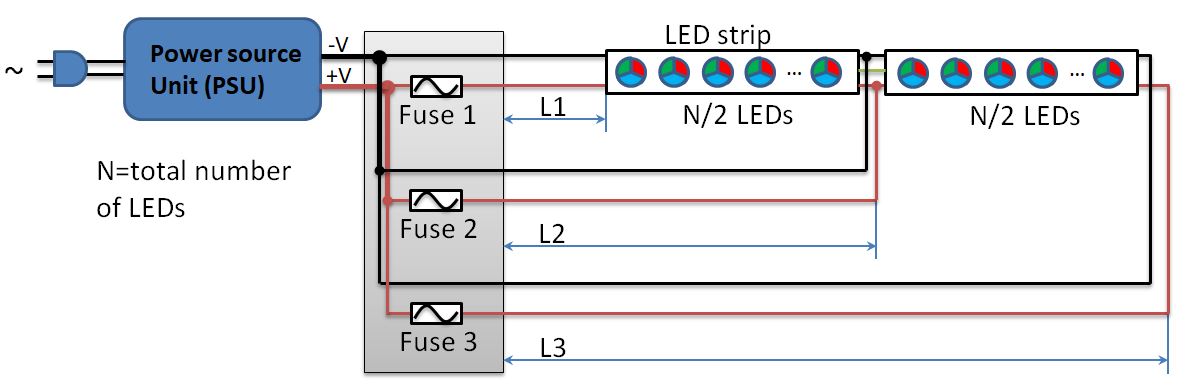 LED strip
-V
Power source
Unit (PSU)
+V
~
Fuse 1
L1
N/2 LEDs
N/2 LEDs
...
...
N=total number
of LEDs
Fuse 2
L2
Fuse 3
L3